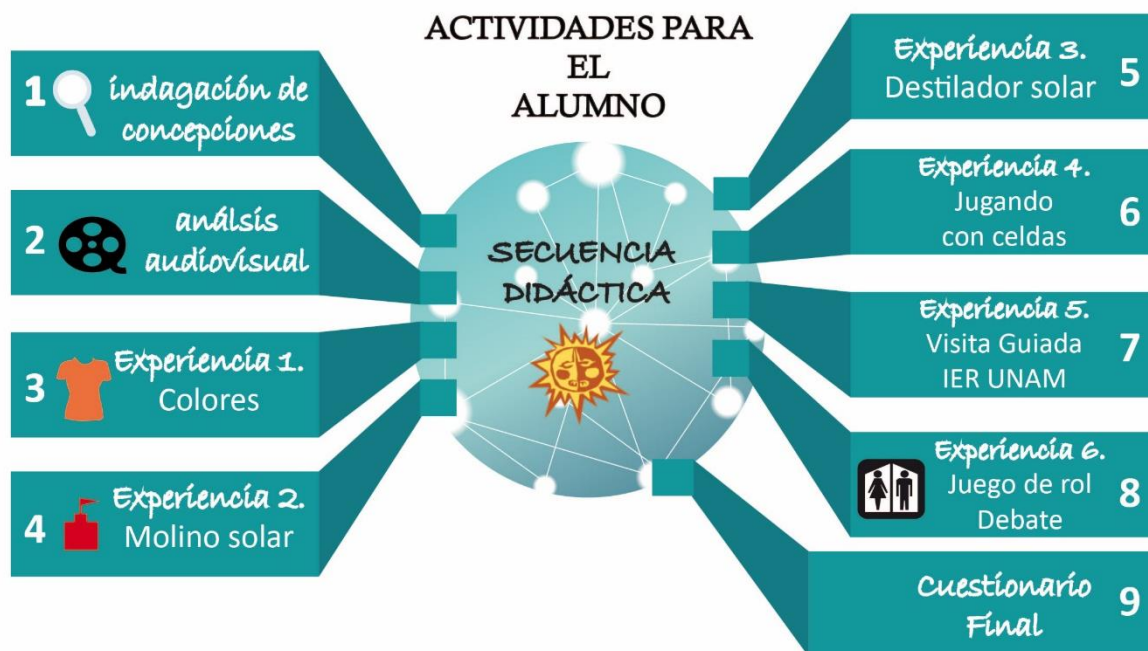 ACTIVIDADES PARA
EL
ALUMNO
SECUENCIA
DIDÁCTICA
1
indagación de
concepciones
2
análsis
audiovisual
3
Experiencia 1.
Colores
4
Experiencia 2.
Molino solar
Experiencia 3.
Destilador solar
5
Experiencia 4.
Jugando
con celdas
6
Experiencia 5.
Visita Guiada
IER UNAM
7
Experiencia 6.
Juego de rol
Debate
8
Cuestionario
Final
9